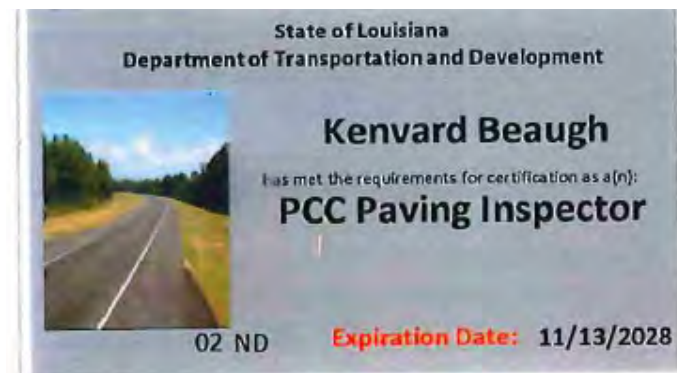 State of Louisiana
Department of Transportation and Development
Kenvard Beaugh
has met the requirements for certification as a(n):
PCC Paving Inspector
02 ND
Expiration Date: 11/13/2028